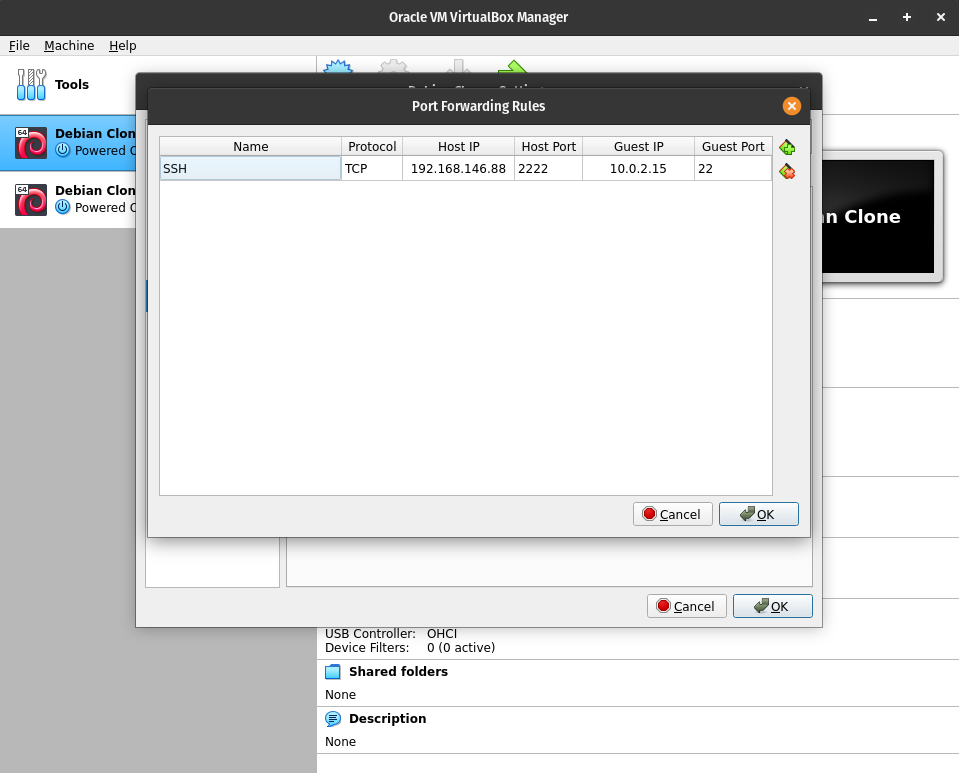 Oracle VM VirtualBox Manager
File Machine Help
Tools
64 Debian Clon
Powered
64 Debian Clon
Powered
Port Forwarding Rules
Name Protocol Host IP Host Port Guest IP Guest Port
SSH TCP 192.168.146.88 2222 10.0.2.15 22
Clone
Cancel OK
Cancel OK
USB Controller: OHCI
Device Filters: 0 (0 active)
Shared folders
None
Description
None